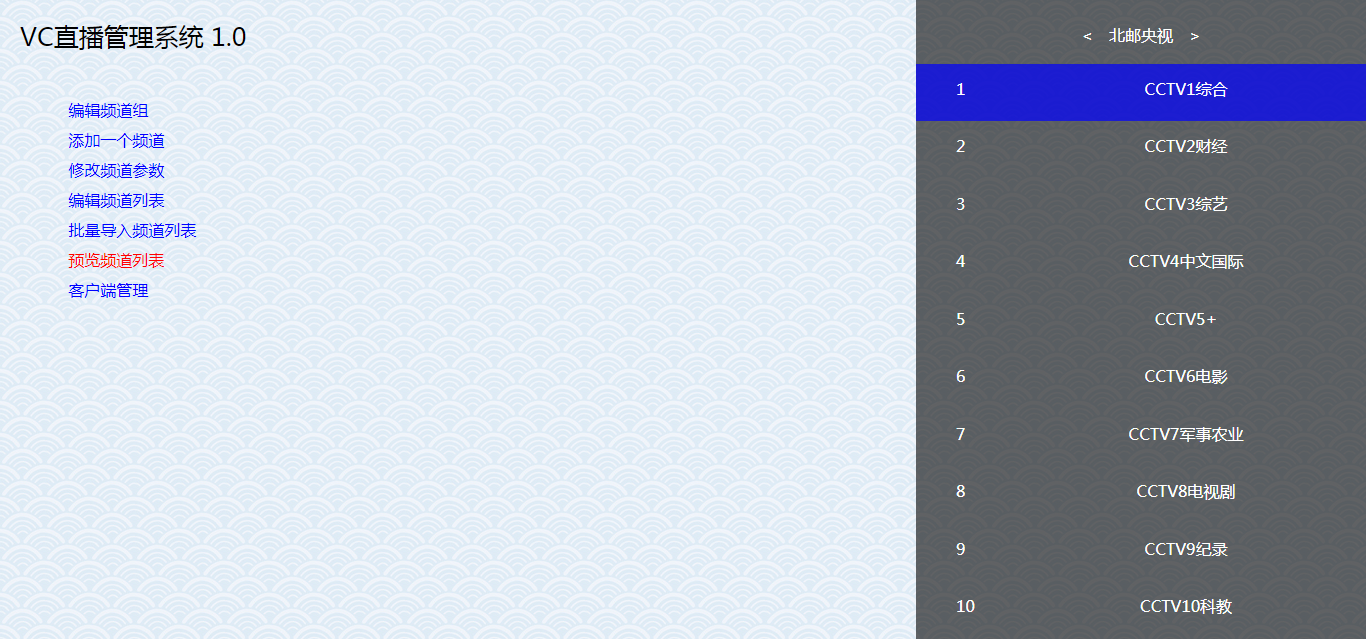 VC直播管理系统 1.0
编辑频道组
添加一个频道
修改频道参数
编辑频道列表
批量导入频道列表
预览频道列表
客户端管理
< 北邮央视 >
1 CCTV1综合
2 CCTV2财经
3 CCTV3综艺
4 CCTV4中文国际
5 CCTV5+
6 CCTV6电影
7 CCTV7军事农业
8 CCTV8电视剧
9 CCTV9纪录
10 CCTV10科教